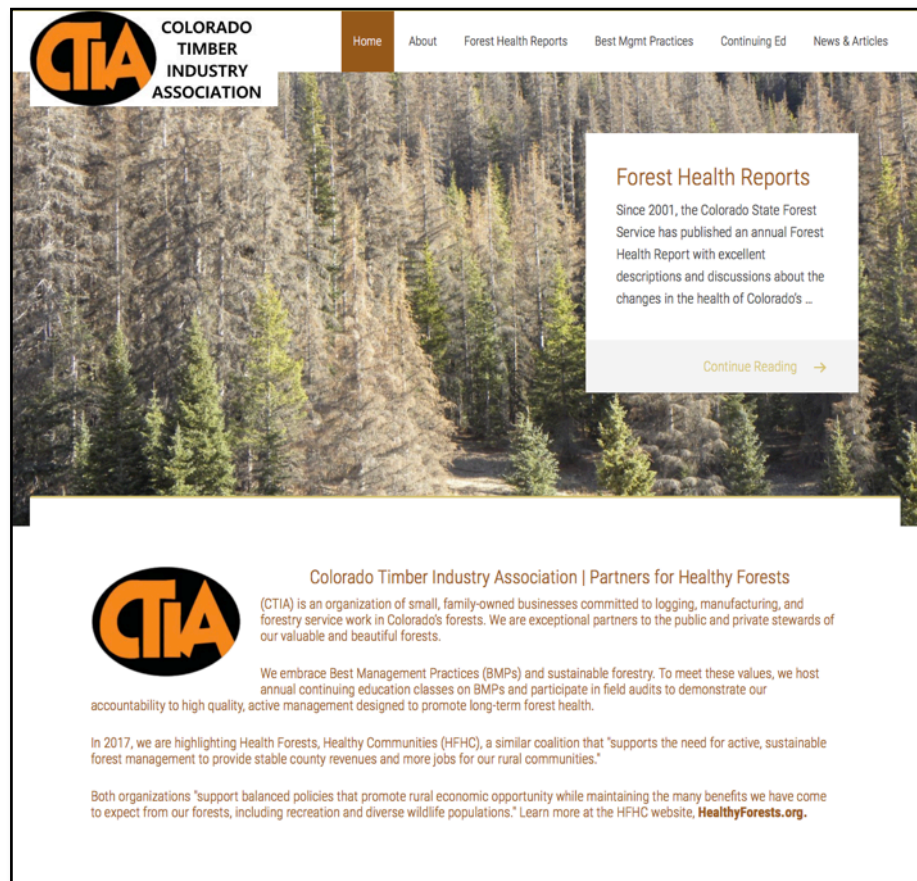 CTIA
COLORADO
TIMBER
INDUSTRY
ASSOCIATION
Home About Forest Health Reports Best Mgmt Practices Continuing Ed News & Articles
Forest Health Reports
Since 2001, the Colorado State Forest
Service has published an annual Forest
Health Report with excellent
descriptions and discussions about the
changes in the health of Colorado's ...
Continue Reading →
CTIA
Colorado Timber Industry Association | Partners for Healthy Forests
(CTIA) is an organization of small, family-owned businesses committed to logging, manufacturing, and
forestry service work in Colorado's forests. We are exceptional partners to the public and private stewards of
our valuable and beautiful forests.
We embrace Best Management Practices (BMPs) and sustainable forestry. To meet these values, we host
annual continuing education classes on BMPs and participate in field audits to demonstrate our
accountability to high quality, active management designed to promote long-term forest health.
In 2017, we are highlighting Health Forests, Healthy Communities (HFHC), a similar coalition that "supports the need for active, sustainable
forest management to provide stable county revenues and more jobs for our rural communities."
Both organizations "support balanced policies that promote rural economic opportunity while maintaining the many benefits we have come
to expect from our forests, including recreation and diverse wildlife populations." Learn more at the HFHC website, HealthyForests.org.